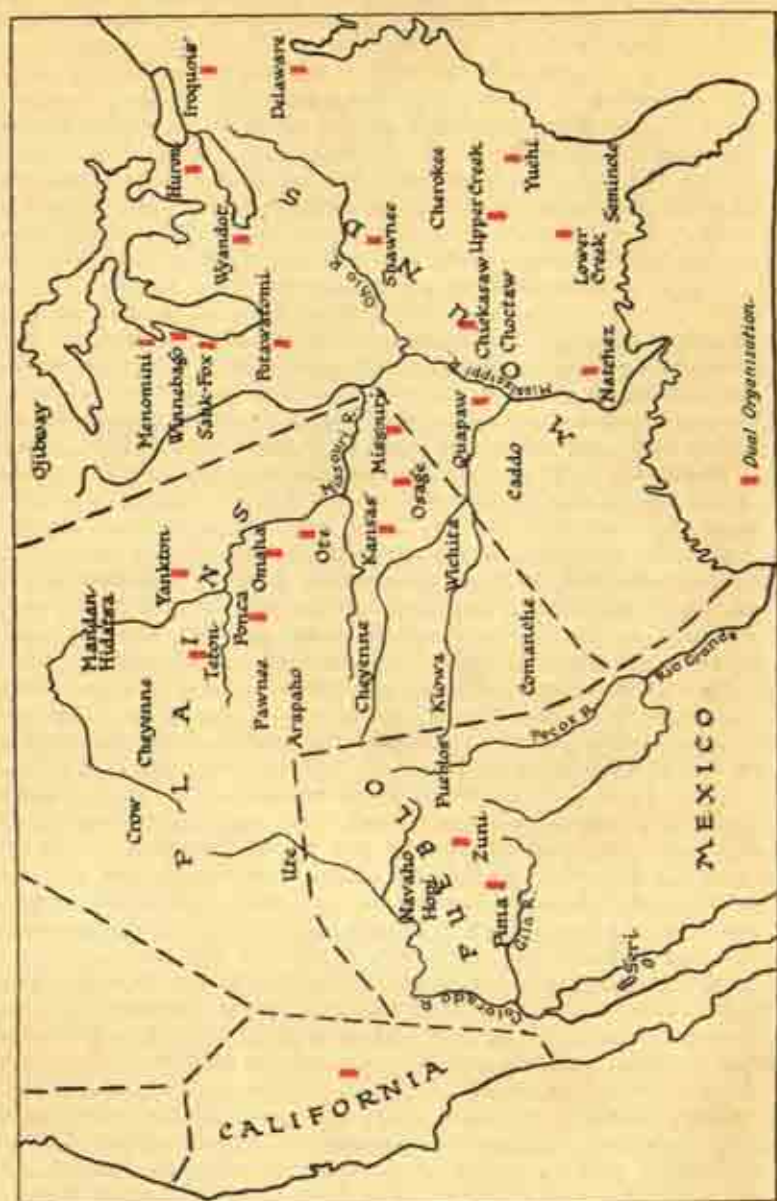 Ojibway
Menomini
Winnebago
Sauk-Fox
Potawatomi
Huron
Wyandot
Iroquois
Delaware
Mandan
Hidatsa
Crow
Cheyenne
PLAINS
Yankton
Teton
Ponca
Omaha
Pawnee
Oto
Arapaho
Ute
Missouri R.
Missouri
Kansas
Osage
Cheyenne
Ohio R.
Shawnee
MOUNDS
Cherokee
Chickasaw
Upper Creek
Choctaw
Yuchi
Lower
Creek
Seminole
Natchez
Mississippi R.
Quapaw
Caddo
Wichita
Kiowa
Comanche
Pueblos
PUEBLO
Navaho
Hopi
Zuni
Pima
Gila R.
Colorado R.
Pecos R.
Rio Grande
Seri
CALIFORNIA
MEXICO
Dual Organisation